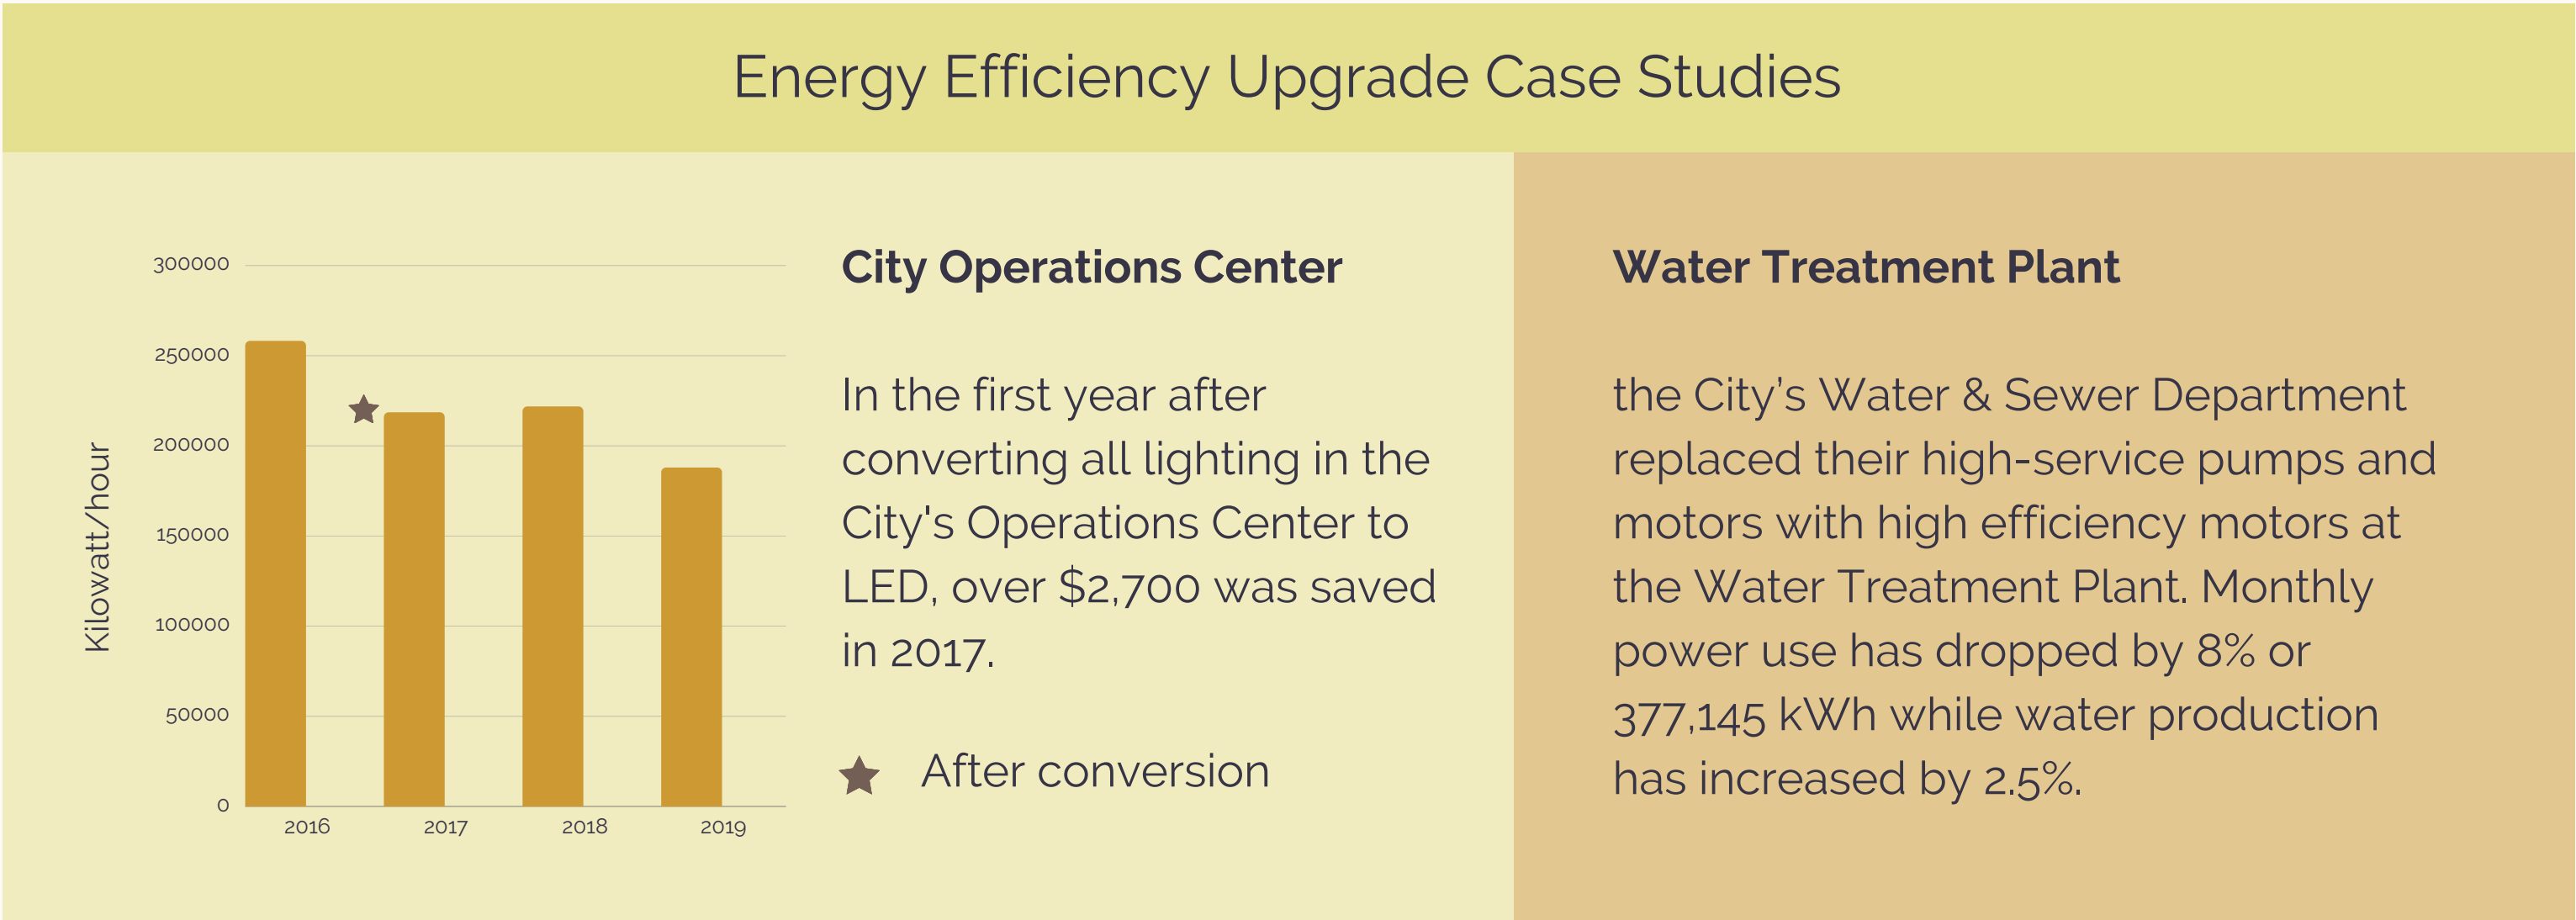 Energy Efficiency Upgrade Case Studies
Kilowatt/hour
300000
250000
200000
150000
100000
50000
0
2016 2017 2018 2019
City Operations Center
In the first year after
converting all lighting in the
City's Operations Center to
LED, over $2,700 was saved
in 2017.
After conversion
Water Treatment Plant
the City’s Water & Sewer Department
replaced their high-service pumps and
motors with high efficiency motors at
the Water Treatment Plant. Monthly
power use has dropped by 8% or
377,145 kWh while water production
has increased by 2.5%.